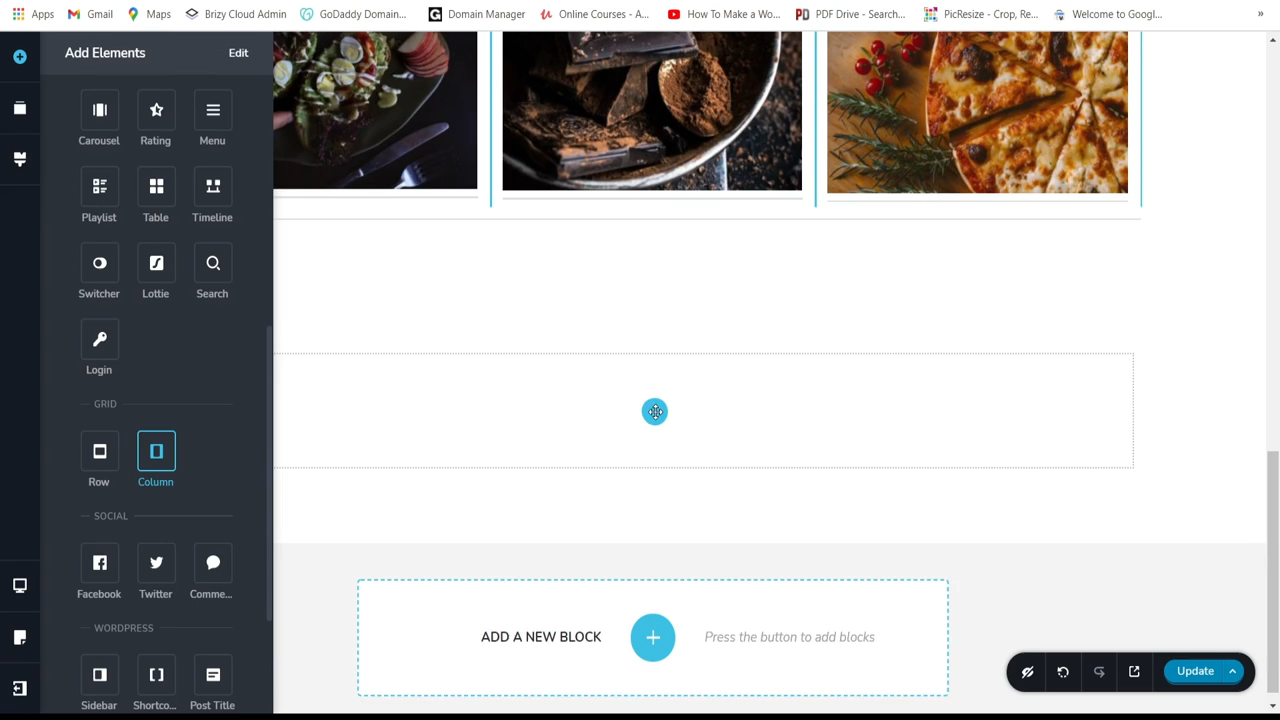 Apps Gmail Maps Brizy Cloud Admin GoDaddy Domain... Domain Manager Online Courses - A... How To Make a Wo... PDF Drive - Search... PicResize - Crop, Re... Welcome to Googl... »
Add Elements Edit
Carousel Rating Menu
Playlist Table Timeline
Switcher Lottie Search
Login
GRID
Row Column
SOCIAL
Facebook Twitter Comme...
WORDPRESS
Sidebar Shortco... Post Title
ADD A NEW BLOCK Press the button to add blocks
Update